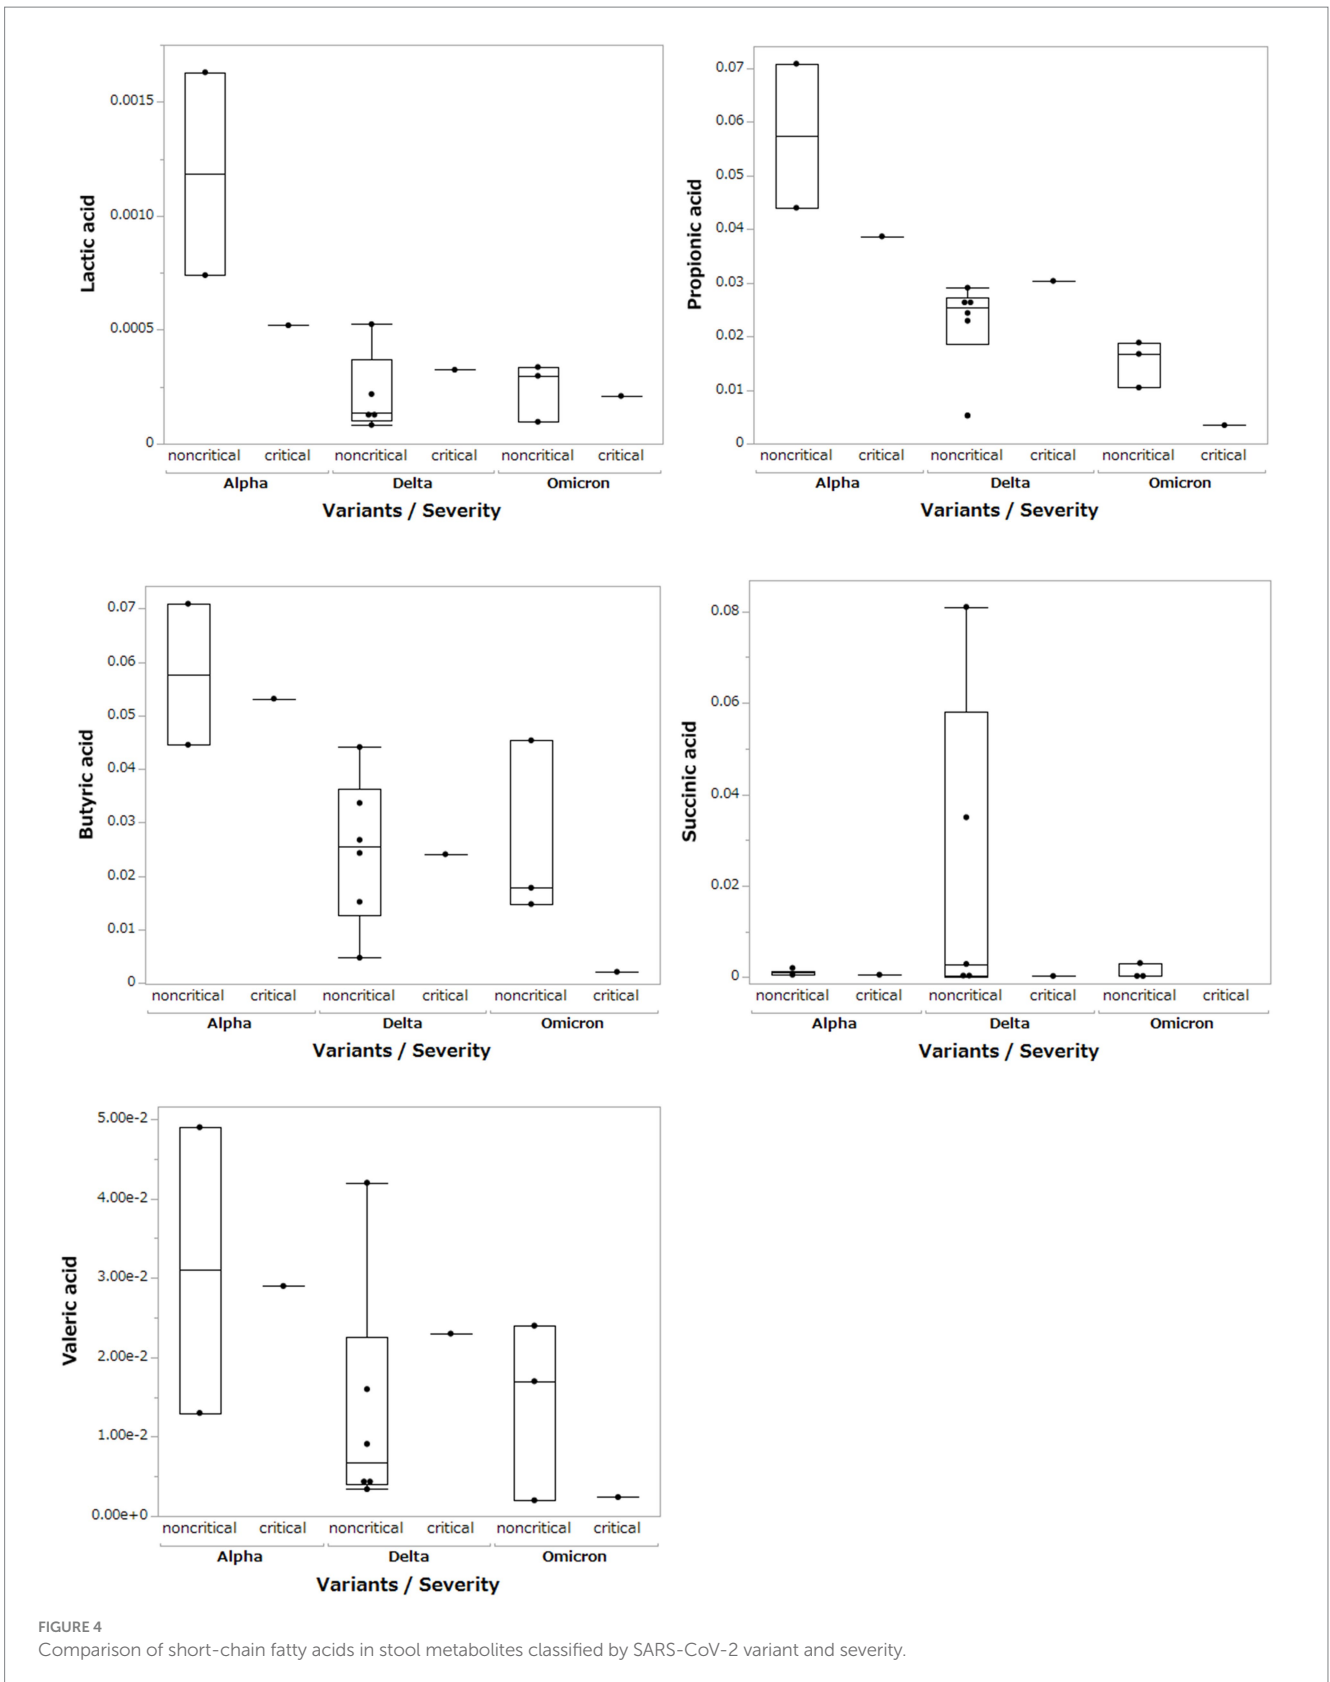 Lactic acid
0.0015
0.0010
0.0005
0
noncritical critical noncritical critical noncritical critical
Alpha Delta Omicron
Variants / Severity
Propionic acid
0.07
0.06
0.05
0.04
0.03
0.02
0.01
0
noncritical critical noncritical critical noncritical critical
Alpha Delta Omicron
Variants / Severity
Butyric acid
0.07
0.06
0.05
0.04
0.03
0.02
0.01
0
noncritical critical noncritical critical noncritical critical
Alpha Delta Omicron
Variants / Severity
Succinic acid
0.08
0.06
0.04
0.02
0
noncritical critical noncritical critical noncritical critical
Alpha Delta Omicron
Variants / Severity
Valeric acid
5.00e-2
4.00e-2
3.00e-2
2.00e-2
1.00e-2
0.00e+0
noncritical critical noncritical critical noncritical critical
Alpha Delta Omicron
Variants / Severity
FIGURE 4
Comparison of short-chain fatty acids in stool metabolites classified by SARS-CoV-2 variant and severity.